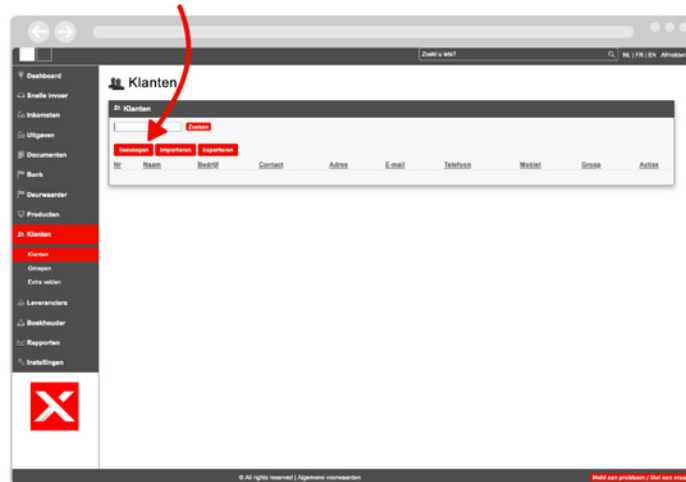 Zoekt u iets?
NL | FR | EN Afmelden
Dashboard
Snelle invoer
Inkomsten
Uitgaven
Documenten
Bank
Deurwaarder
Producten
Klanten
Klanten
Groepen
Extra velden
Leveranciers
Boekhouder
Rapporten
Instellingen
Klanten
Klanten
Zoeken
Toevoegen Importeren Exporteren
Nr Naam Bedrijf Contact Adres E-mail Telefoon Mobiel Groep Acties
© All rights reserved | Algemene voorwaarden
Meld een probleem / Stel een vraag